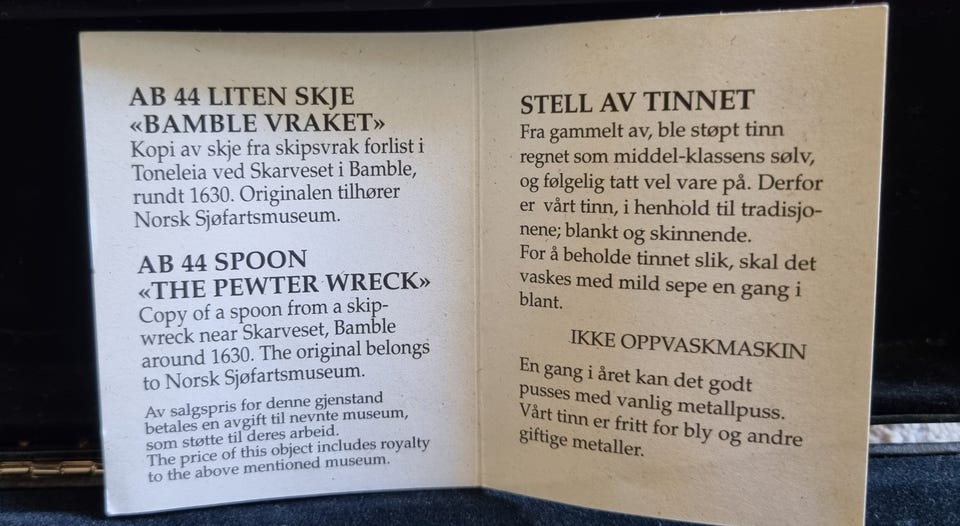 AB 44 LITEN SKJE
«BAMBLE VRAKET»
Kopi av skje fra skipsvrak forlist i
Toneleia ved Skarveset i Bamble,
rundt 1630. Originalen tilhører
Norsk Sjøfartsmuseum.
AB 44 SPOON
«THE PEWTER WRECK»
Copy of a spoon from a skip-
wreck near Skarveset, Bamble
around 1630. The original belongs
to Norsk Sjøfartsmuseum.
Av salgspris for denne gjenstand
betales en avgift til nevnte museum,
som støtte til deres arbeid.
The price of this object includes royalty
to the above mentioned museum.
STELL AV TINNET
Fra gammelt av, ble støpt tinn
regnet som middel-klassens sølv,
og følgelig tatt vel vare på. Derfor
er vårt tinn, i henhold til tradisjo-
nene; blankt og skinnende.
For å beholde tinnet slik, skal det
vaskes med mild sepe en gang i
blant.
IKKE OPPVASKMASKIN
En gang i året kan det godt
pusses med vanlig metallpuss.
Vårt tinn er fritt for bly og andre
giftige metaller.